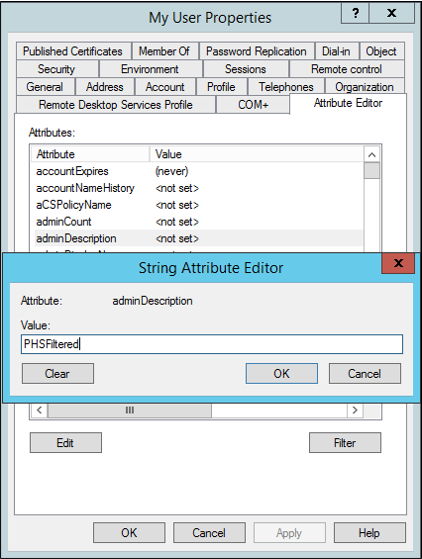 My User Properties
? X
Published Certificates Member Of Password Replication Dial-in Object
Security Environment Sessions Remote control
General Address Account Profile Telephones Organization
Remote Desktop Services Profile COM+ Attribute Editor
Attributes:
Attribute Value
accountExpires (never)
accountNameHistory <not set>
aCSPolicyName <not set>
adminCount <not set>
adminDescription <not set>
String Attribute Editor
X
Attribute: adminDescription
Value:
PHSFiltered
Clear OK Cancel
Edit Filter
OK Cancel Apply Help